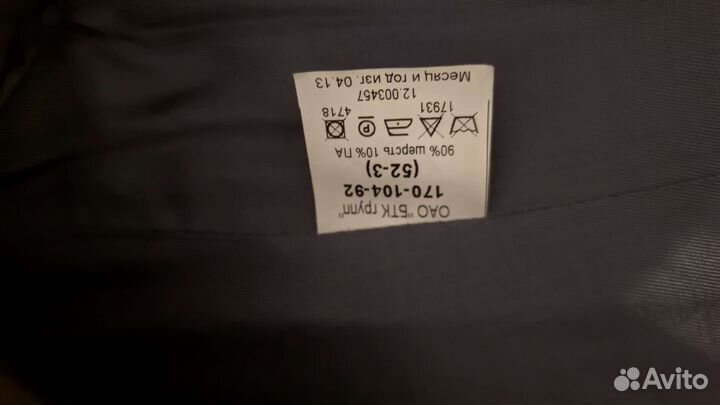 ОАО "БТК групп"
170-104-92
(52-3)
90% шерсть 10% ПА
P
17931 4718
12.003457
Месяц и год изг. 04.13
Avito